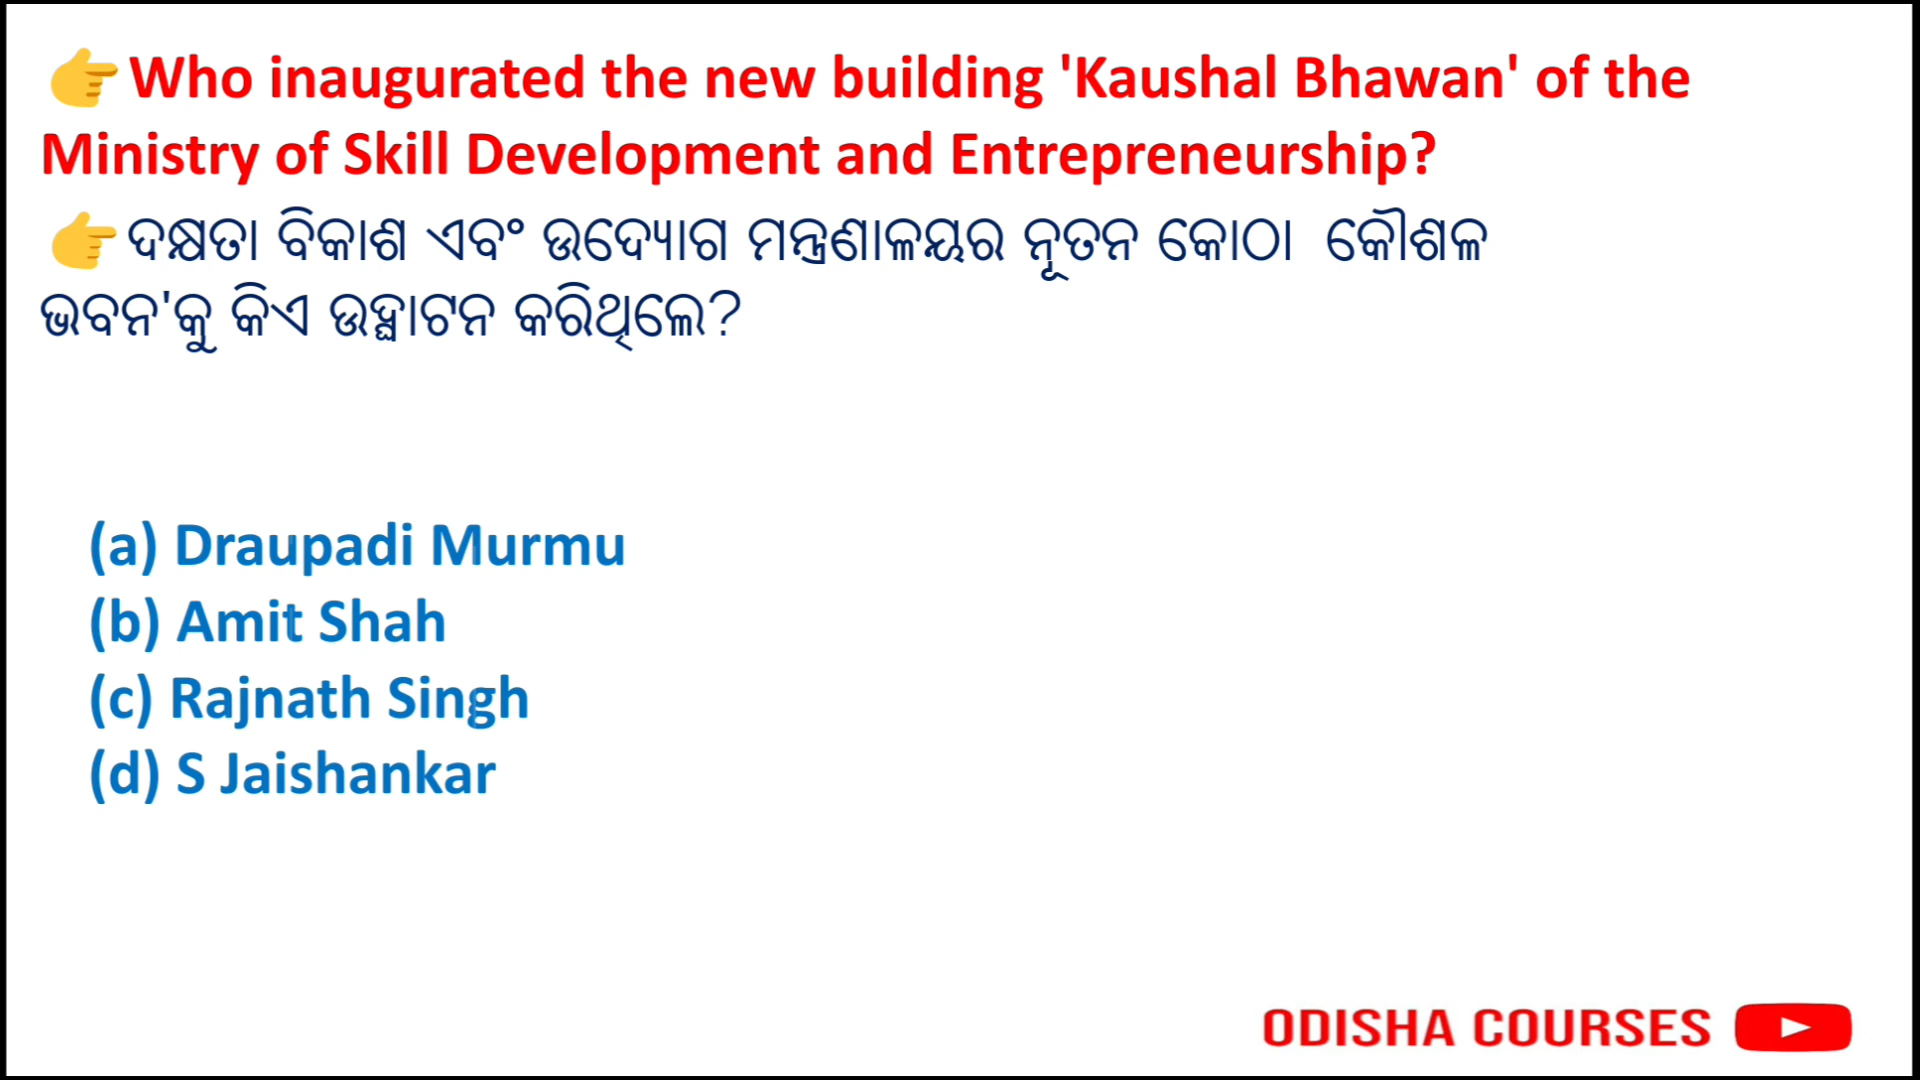 👉Who inaugurated the new building 'Kaushal Bhawan' of the
Ministry of Skill Development and Entrepreneurship?
👉ଦକ୍ଷତା ବିକାଶ ଏବଂ ଉଦ୍ୟୋଗ ମନ୍ତ୍ରଣାଳୟର ନୂତନ କୋଠା କୌଶଳ
ଭବନ'କୁ କିଏ ଉଦ୍ଘାଟନ କରିଥିଲେ?
(a) Draupadi Murmu
(b) Amit Shah
(c) Rajnath Singh
(d) S Jaishankar
ODISHA COURSES